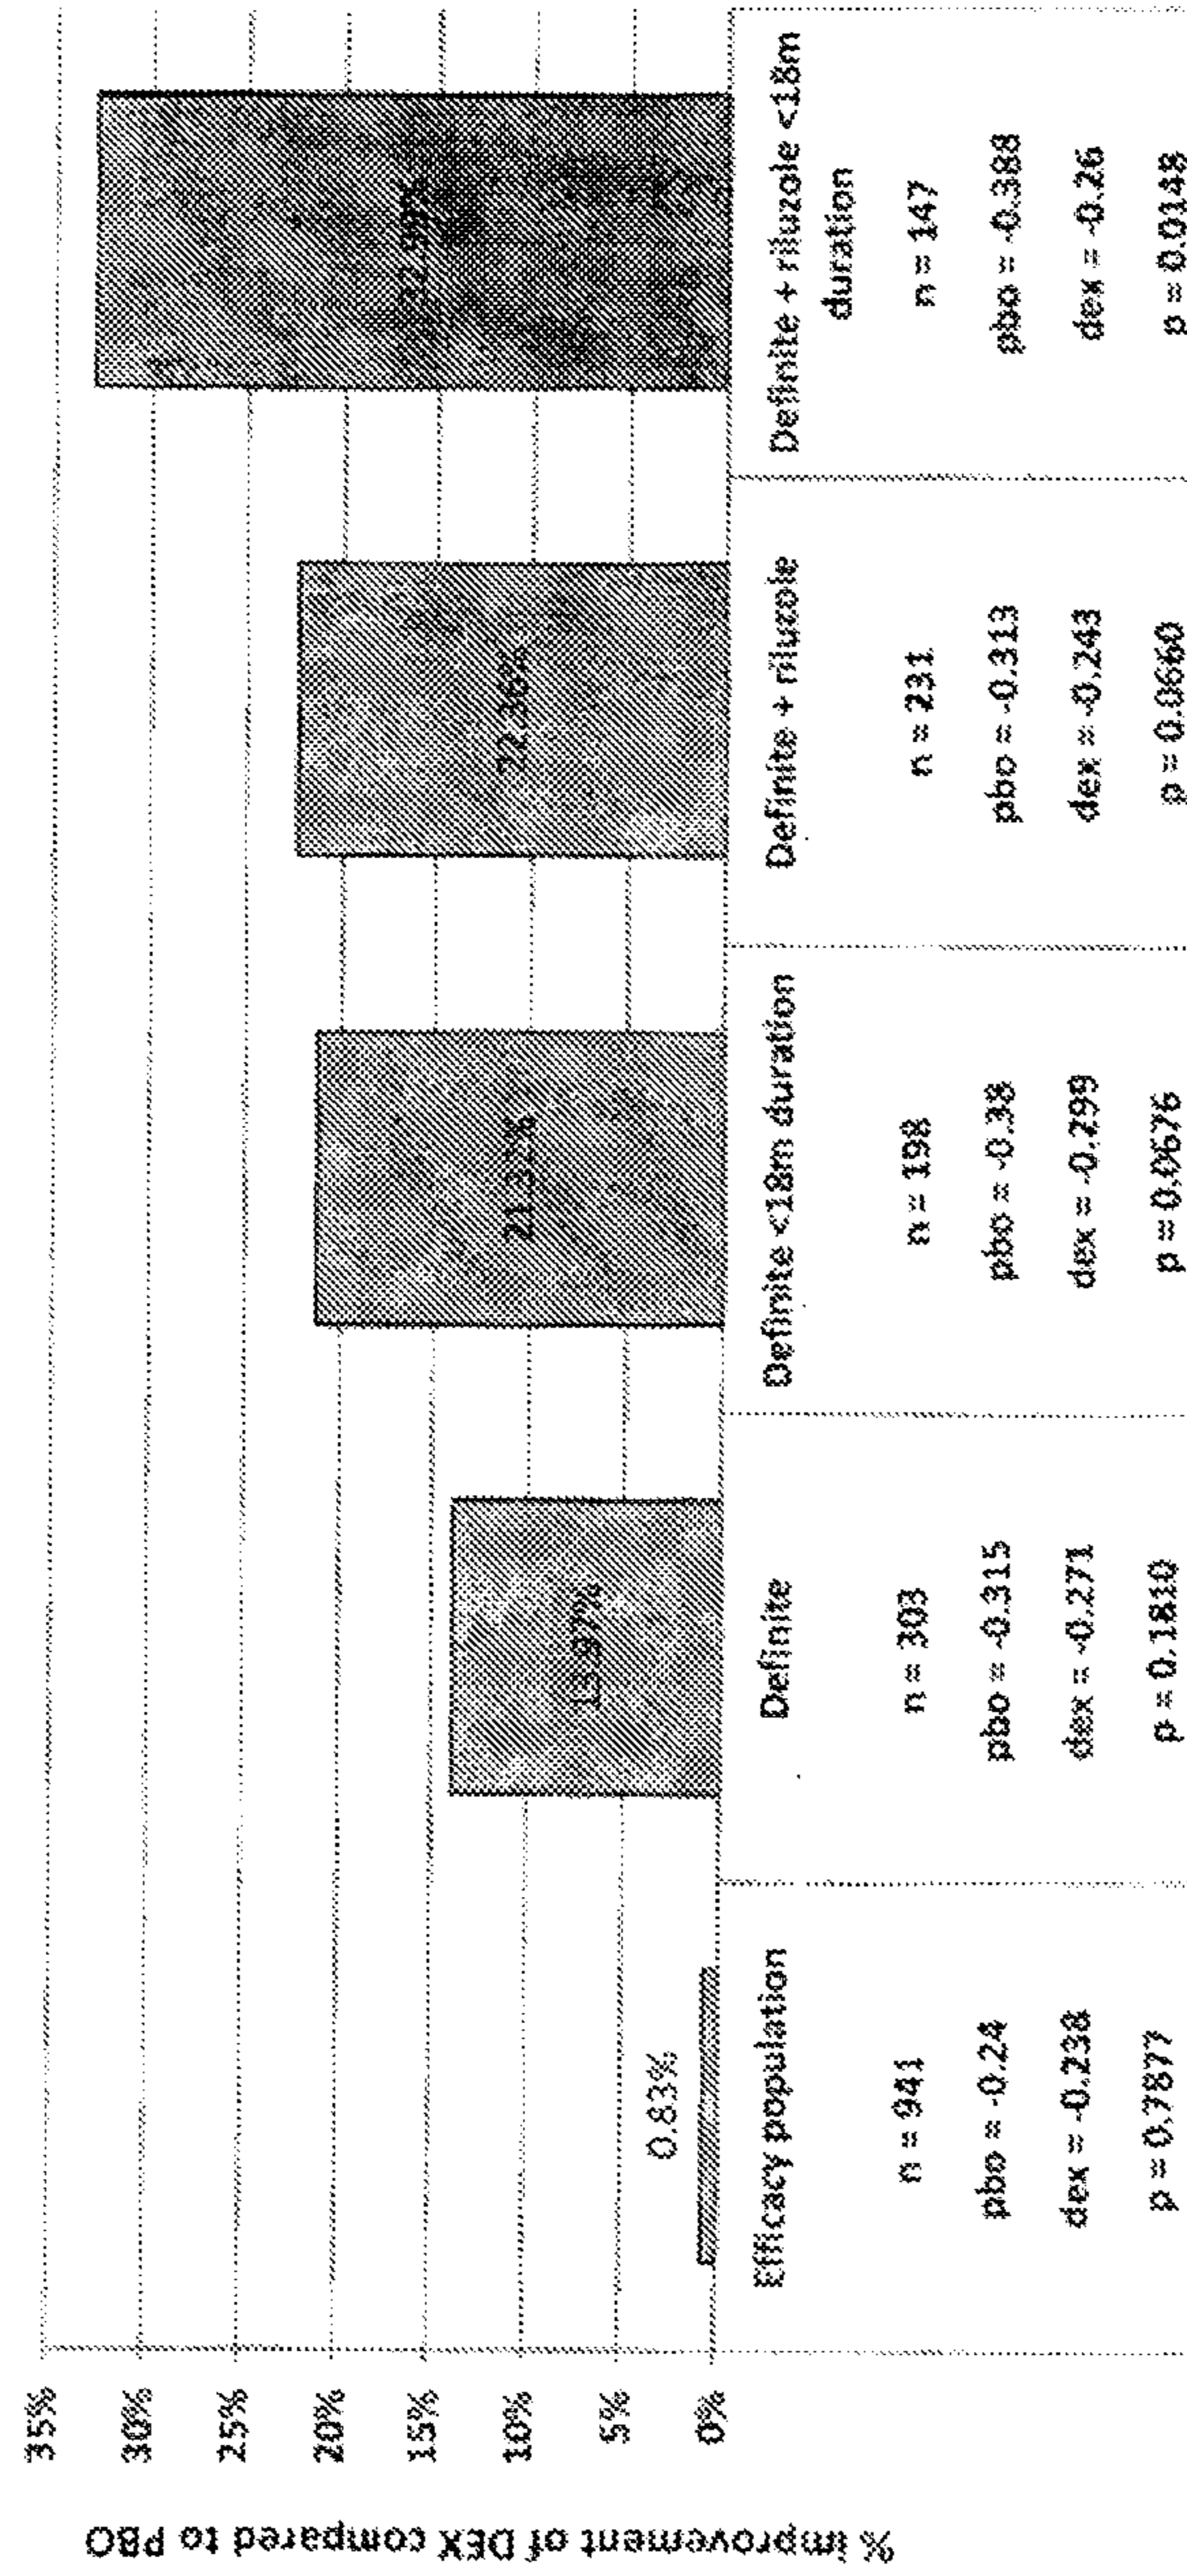 % improvement of DEX compared to PBO
35%
30%
25%
20%
15%
10%
5%
0%
0.83%
13.97%
21.32%
22.36%
32.99%
Efficacy population
n = 941
pbo = -0.24
dex = -0.238
p = 0.7877
Definite
n = 303
pbo = -0.315
dex = -0.271
p = 0.1810
Definite <18m duration
n = 198
pbo = -0.38
dex = -0.299
p = 0.0676
Definite + riluzole
n = 231
pbo = -0.313
dex = -0.243
p = 0.0660
Definite + riluzole <18m
duration
n = 147
pbo = -0.388
dex = -0.26
p = 0.0148